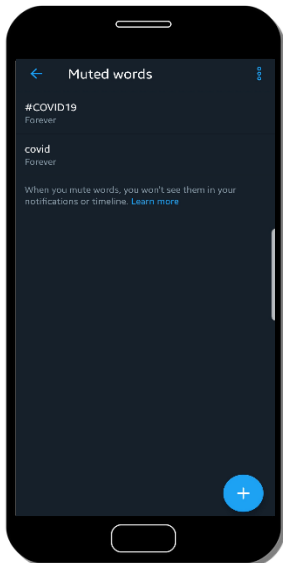 Muted words
#COVID19
Forever
covid
Forever
When you mute words, you won't see them in your
notifications or timeline. Learn more